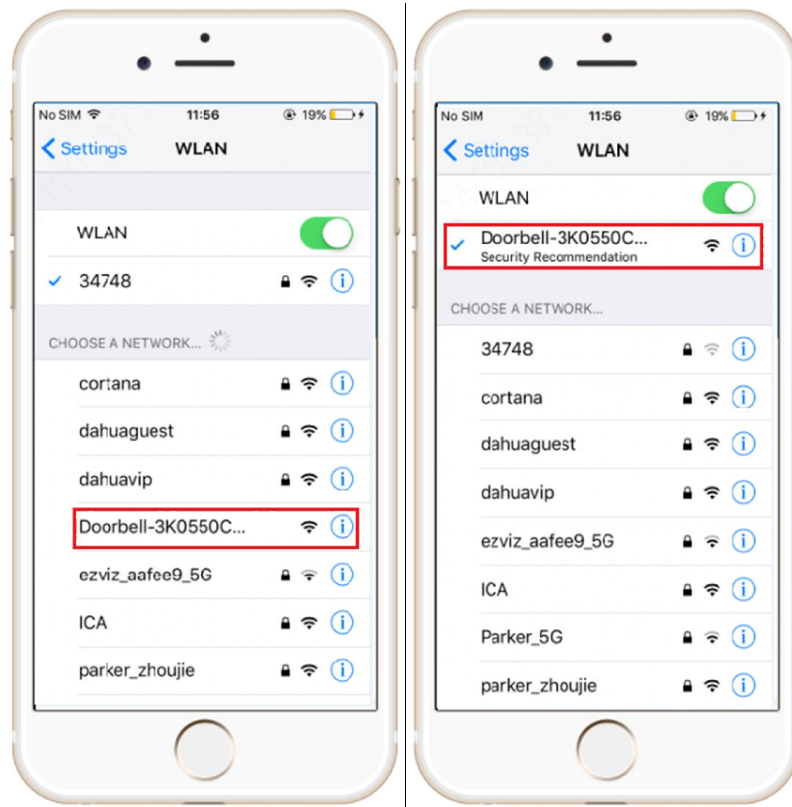 No SIM 11:56 19%
Settings WLAN
WLAN
34748
CHOOSE A NETWORK...
cortana
dahuaguest
dahuavip
Doorbell-3K0550C...
ezviz_aafee9_5G
ICA
parker_zhoujie
No SIM 11:56 19%
Settings WLAN
WLAN
Doorbell-3K0550C...
Security Recommendation
CHOOSE A NETWORK...
34748
cortana
dahuaguest
dahuavip
ezviz_aafee9_5G
ICA
Parker_5G
parker_zhoujie